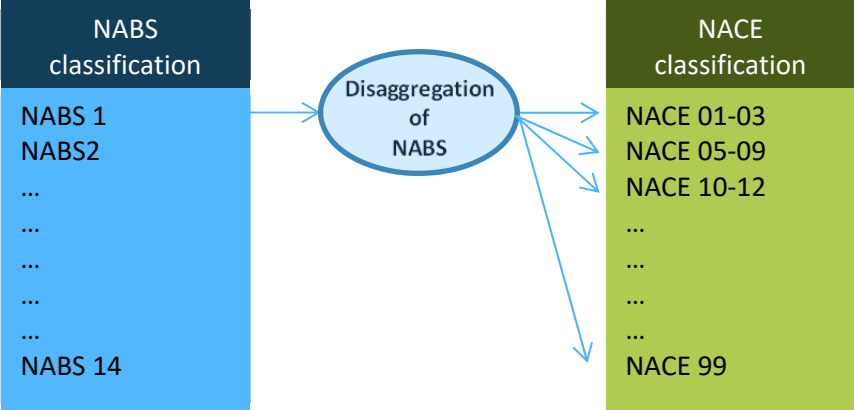 NABS
classification
NABS 1
NABS2
...
...
...
...
...
NABS 14
Disaggregation
of
NABS
NACE
classification
NACE 01-03
NACE 05-09
NACE 10-12
...
...
...
...
NACE 99